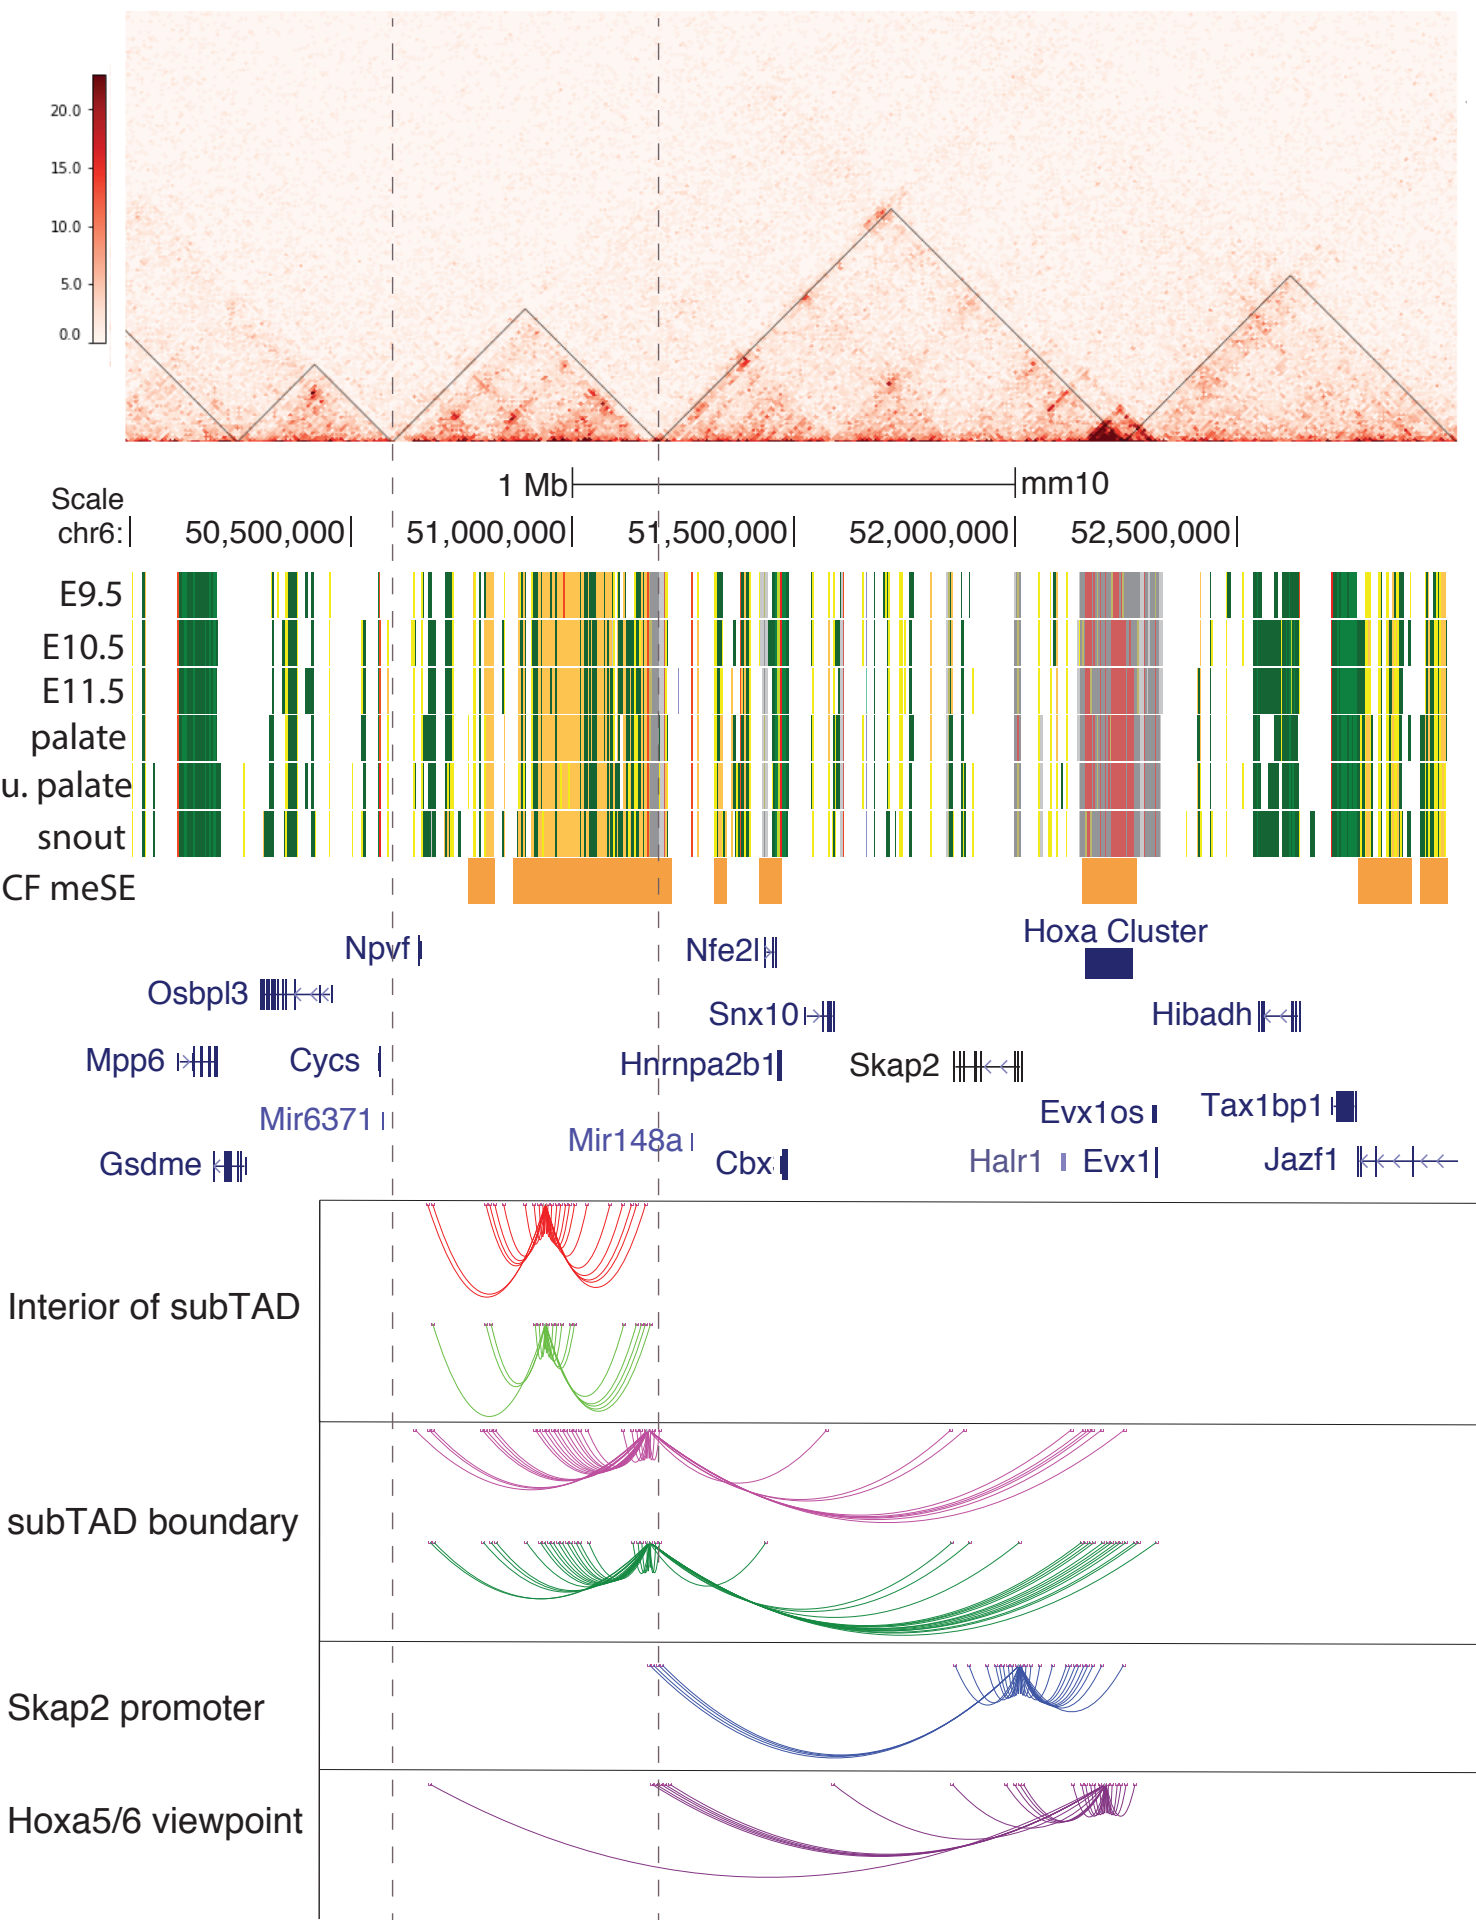 20.0
15.0
10.0
5.0
0.0
1 Mb mm10
Scale
chr6: 50,500,000 51,000,000 51,500,000 52,000,000 52,500,000
E9.5
E10.5
E11.5
palate
u. palate
snout
CF meSE
Hoxa Cluster
Npvf Nfe2l
Osbpl3
Snx10 Hibadh
Mpp6 Cycs Hnrnpa2b1 Skap2
Mir6371 Evx1os Tax1bp1
Mir148a
Gsdme Cbx Halr1 Evx1 Jazf1
Interior of subTAD
subTAD boundary
Skap2 promoter
Hoxa5/6 viewpoint